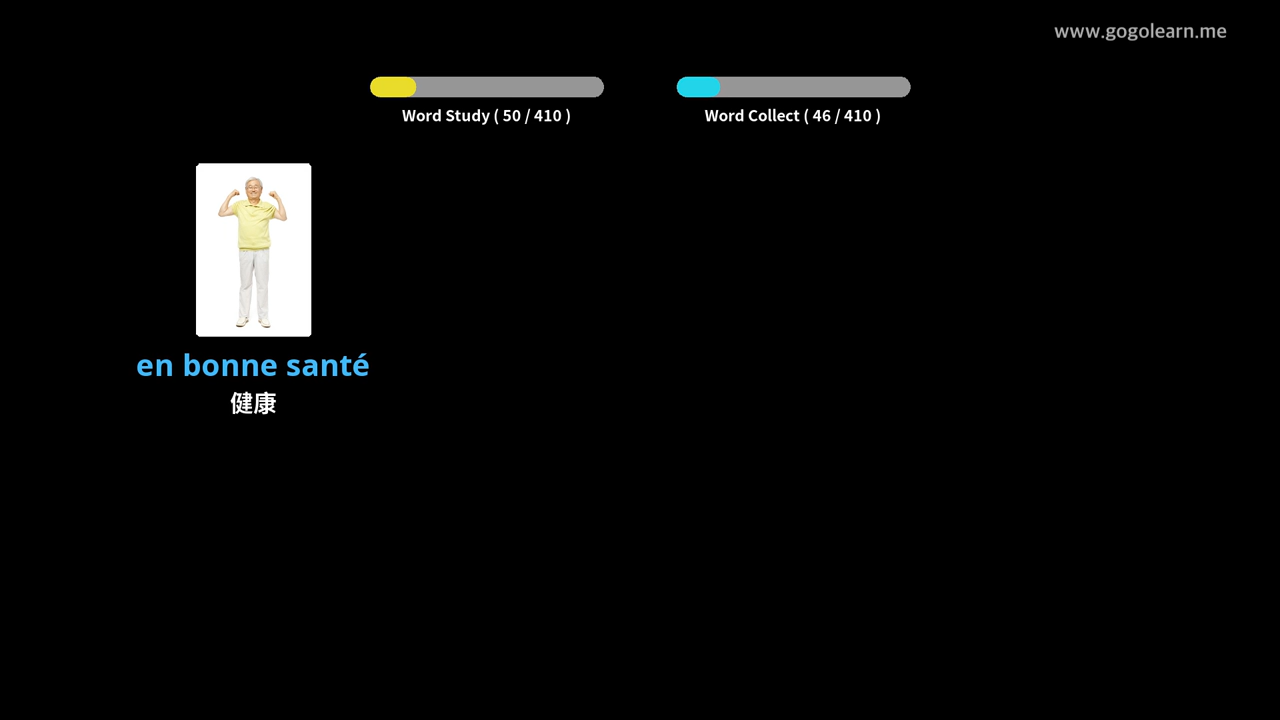 www.gogolearn.me
Word Study ( 50 / 410 )
Word Collect ( 46 / 410 )
en bonne santé
健康